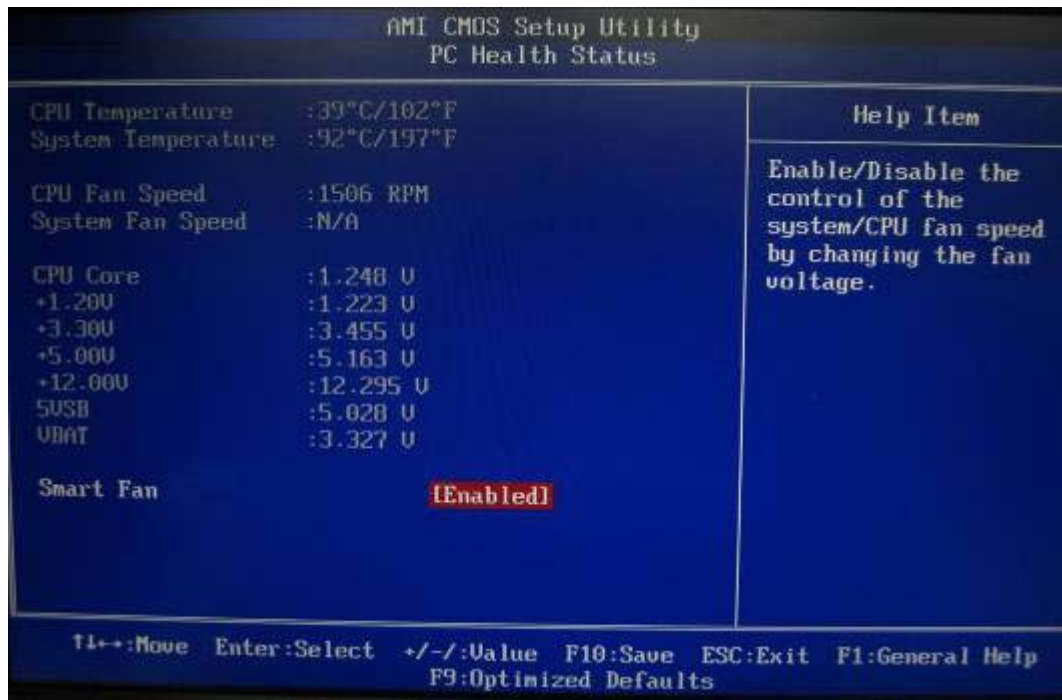 AMI CMOS Setup Utility
PC Health Status
CPU Temperature :39°C/102°F
System Temperature :92°C/197°F
CPU Fan Speed :1506 RPM
System Fan Speed :N/A
CPU Core :1.248 V
+1.20V :1.223 V
+3.30V :3.455 V
+5.00V :5.163 V
+12.00V :12.295 V
5VSB :5.028 V
VBAT :3.327 V
Smart Fan [Enabled]
Help Item
Enable/Disable the
control of the
system/CPU fan speed
by changing the fan
voltage.
↑↓←→:Move Enter:Select +/-/:Value F10:Save ESC:Exit F1:General Help
F9:Optimized Defaults